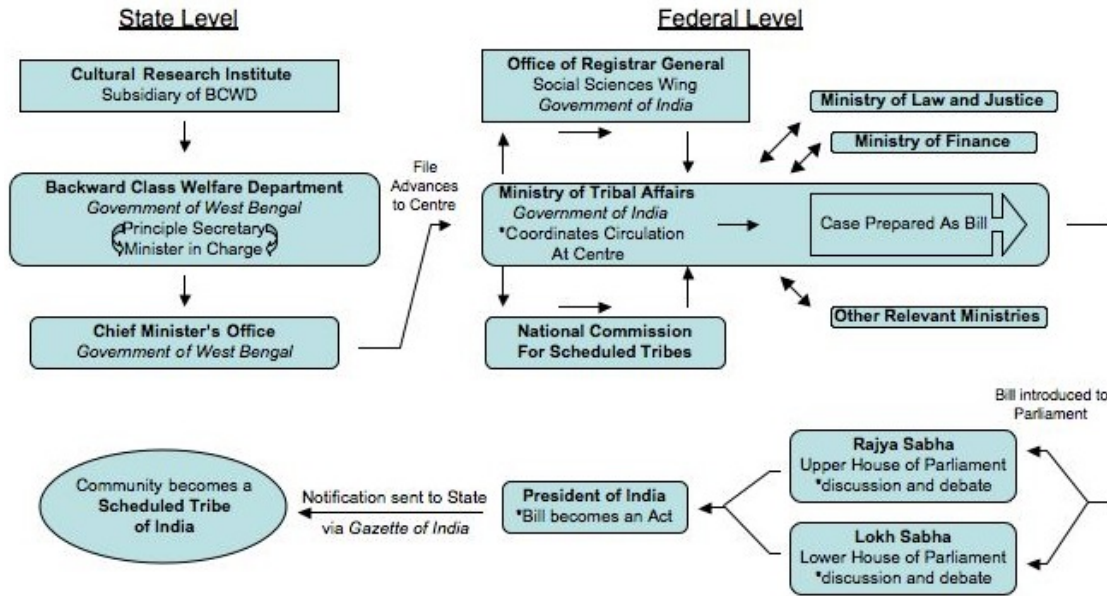 State Level
Federal Level
Cultural Research Institute
Subsidiary of BCWD
Backward Class Welfare Department
Government of West Bengal
Principle Secretary
Minister in Charge
Chief Minister's Office
Government of West Bengal
File
Advances
to Centre
Office of Registrar General
Social Sciences Wing
Government of India
Ministry of Law and Justice
Ministry of Finance
Ministry of Tribal Affairs
Government of India
*Coordinates Circulation
At Centre
Case Prepared As Bill
National Commission
For Scheduled Tribes
Other Relevant Ministries
Bill introduced to
Parliament
Rajya Sabha
Upper House of Parliament
*discussion and debate
Lokh Sabha
Lower House of Parliament
*discussion and debate
President of India
*Bill becomes an Act
Notification sent to State
via Gazette of India
Community becomes a
Scheduled Tribe
of India